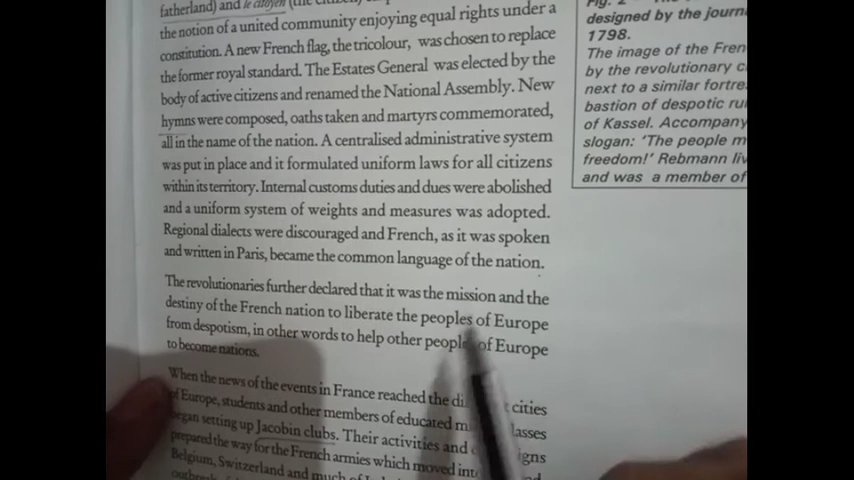 fatherland) and le citoyen (the
the notion of a united community enjoying equal rights under a
constitution. A new French flag, the tricolour, was chosen to replace
the former royal standard. The Estates General was elected by the
body of active citizens and renamed the National Assembly. New
hymns were composed, oaths taken and martyrs commemorated,
all in the name of the nation. A centralised administrative system
was put in place and it formulated uniform laws for all citizens
within its territory. Internal customs duties and dues were abolished
and a uniform system of weights and measures was adopted.
Regional dialects were discouraged and French, as it was spoken
and written in Paris, became the common language of the nation.
The revolutionaries further declared that it was the mission and the
destiny of the French nation to liberate the peoples of Europe
from despotism, in other words to help other peoples of Europe
to become nations.
When the news of the events in France reached the cities
of Europe, students and other members of educated
began setting up Jacobin clubs. Their activities and
prepared the way for the French armies which moved
Belgium, Switzerland and much of
Fig. 2
designed by the journ
1798.
The image of the Fren
by the revolutionary c
next to a similar fortre
bastion of despotic ru
of Kassel. Accompany
slogan: 'The people m
freedom!' Rebmann liv
and was a member of